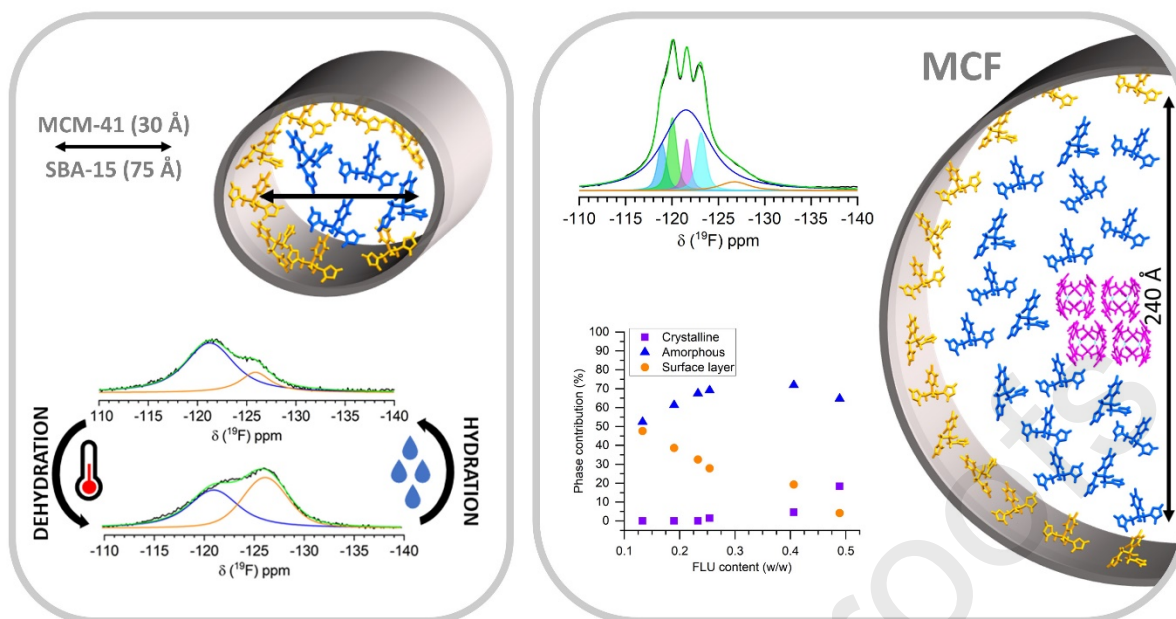 MCM-41 (30 Å)
SBA-15 (75 Å)
110 -115 -120 -125 -130 -135 -140
δ (¹⁹F) ppm
DEHYDRATION
HYDRATION
-110 -115 -120 -125 -130 -135 -140
δ (¹⁹F) ppm
MCF
-110 -115 -120 -125 -130 -135 -140
δ (¹⁹F) ppm
240 Å
Phase contribution (%)
100
90
80
70
60
50
40
30
20
10
0
Crystalline
Amorphous
Surface layer
0.1 0.2 0.3 0.4 0.5
FLU content (w/w)